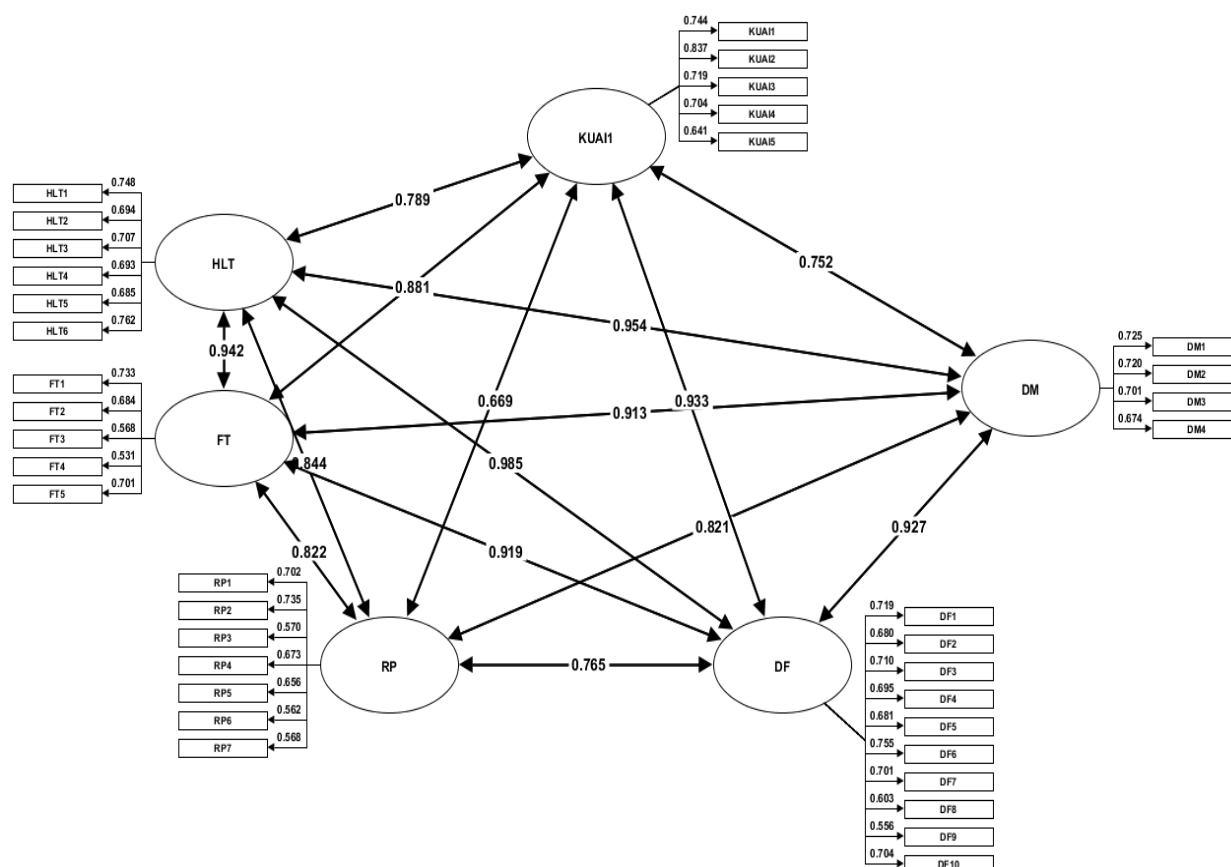 0.744
KUAI1
0.837
KUAI2
0.719
KUAI3
0.704
KUAI4
0.641
KUAI5
KUAI1
HLT1
0.748
HLT2
0.694
HLT3
0.707
HLT4
0.693
HLT5
0.685
HLT6
0.762
HLT
0.789
0.752
0.881
0.954
0.942
FT1
0.733
FT2
0.684
FT3
0.568
FT4
0.531
FT5
0.701
FT
0.669
0.933
0.913
DM
0.725
DM1
0.720
DM2
0.701
DM3
0.674
DM4
0.844
0.985
0.821
0.927
0.822
0.919
RP1
0.702
RP2
0.735
RP3
0.570
RP4
0.673
RP5
0.656
RP6
0.562
RP7
0.568
RP
0.765
DF
0.719
DF1
0.680
DF2
0.710
DF3
0.695
DF4
0.681
DF5
0.755
DF6
0.701
DF7
0.603
DF8
0.556
DF9
0.704
DF10